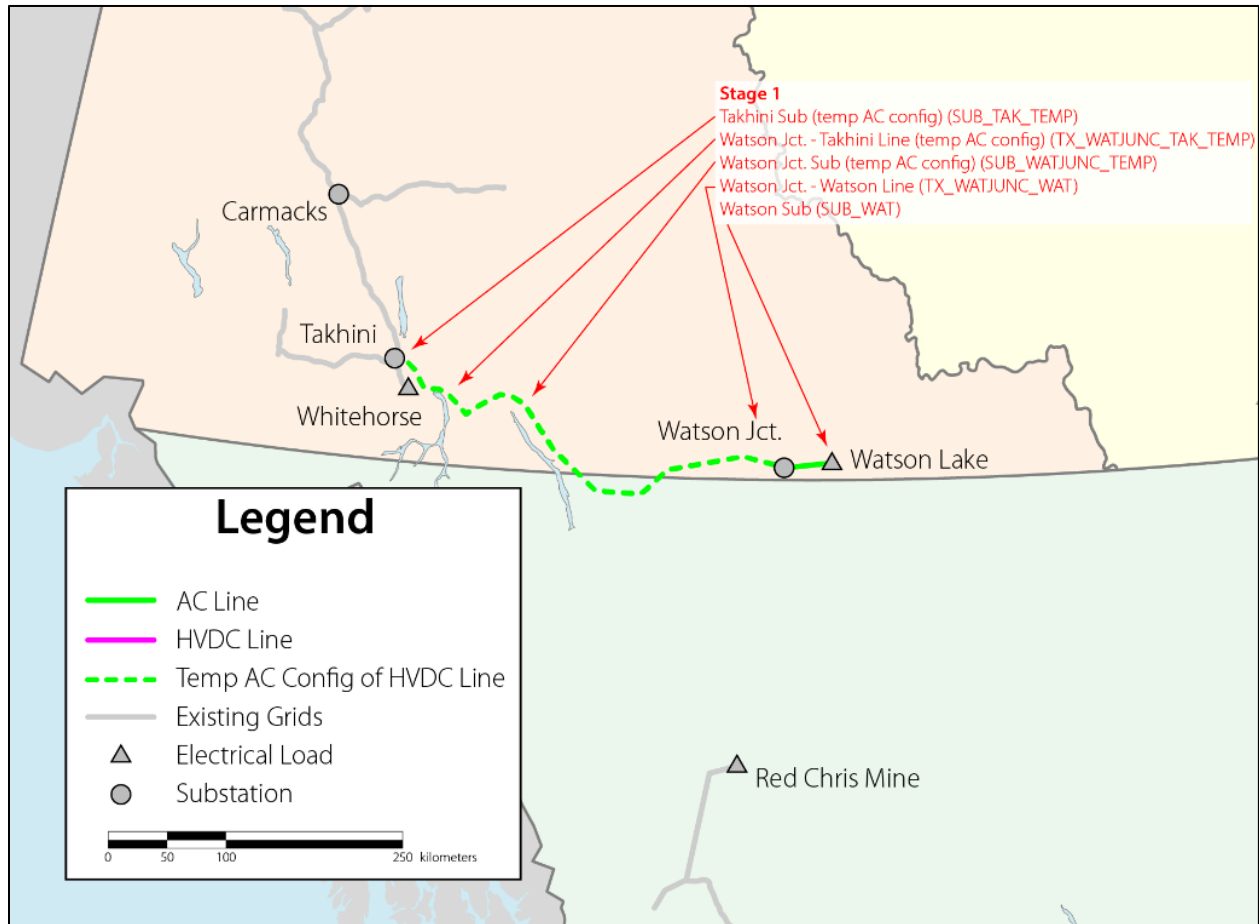 Stage 1
Takhini Sub (temp AC config) (SUB_TAK_TEMP)
Watson Jct. - Takhini Line (temp AC config) (TX_WATJUNC_TAK_TEMP)
Watson Jct. Sub (temp AC config) (SUB_WATJUNC_TEMP)
Watson Jct. - Watson Line (TX_WATJUNC_WAT)
Watson Sub (SUB_WAT)
Carmacks
Takhini
Whitehorse
Watson Jct.
Watson Lake
Legend
AC Line
HVDC Line
Temp AC Config of HVDC Line
Existing Grids
Electrical Load
Substation
0 50 100 250 kilometers
Red Chris Mine